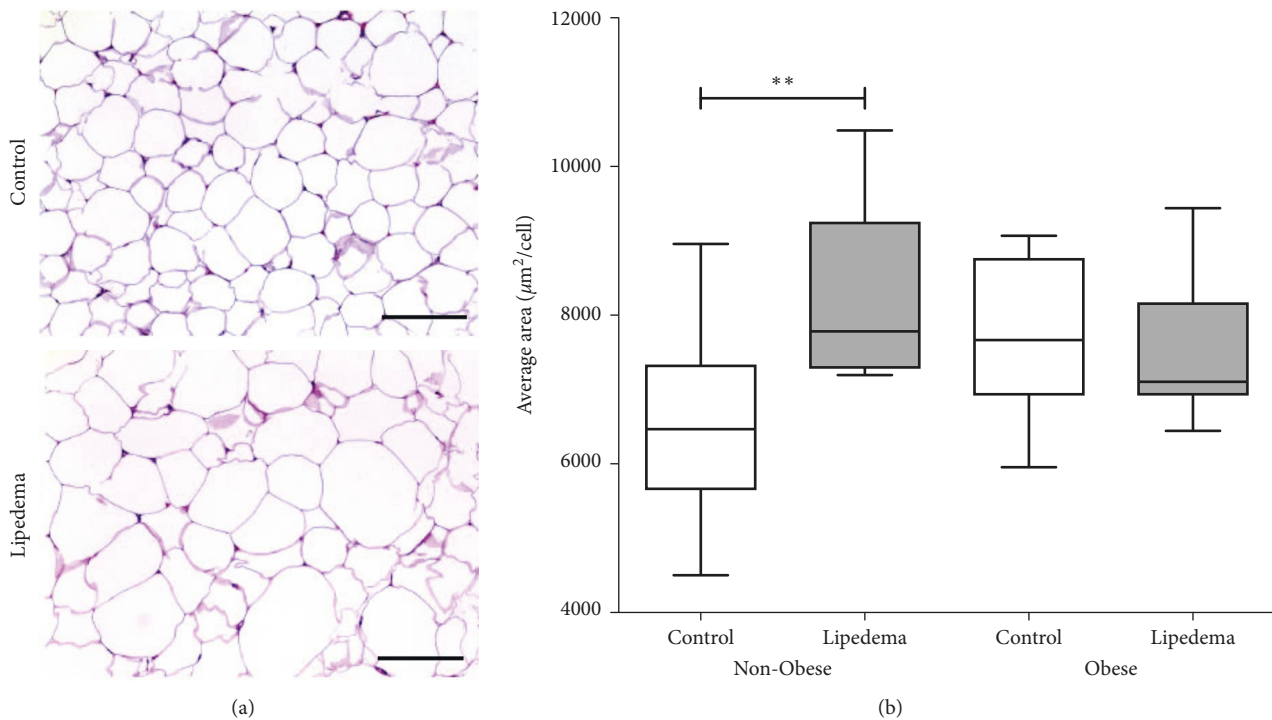 Control
Lipedema
(a)
Average area (μm²/cell)
12000
10000
8000
6000
4000
**
Control Lipedema Control Lipedema
Non-Obese Obese
(b)